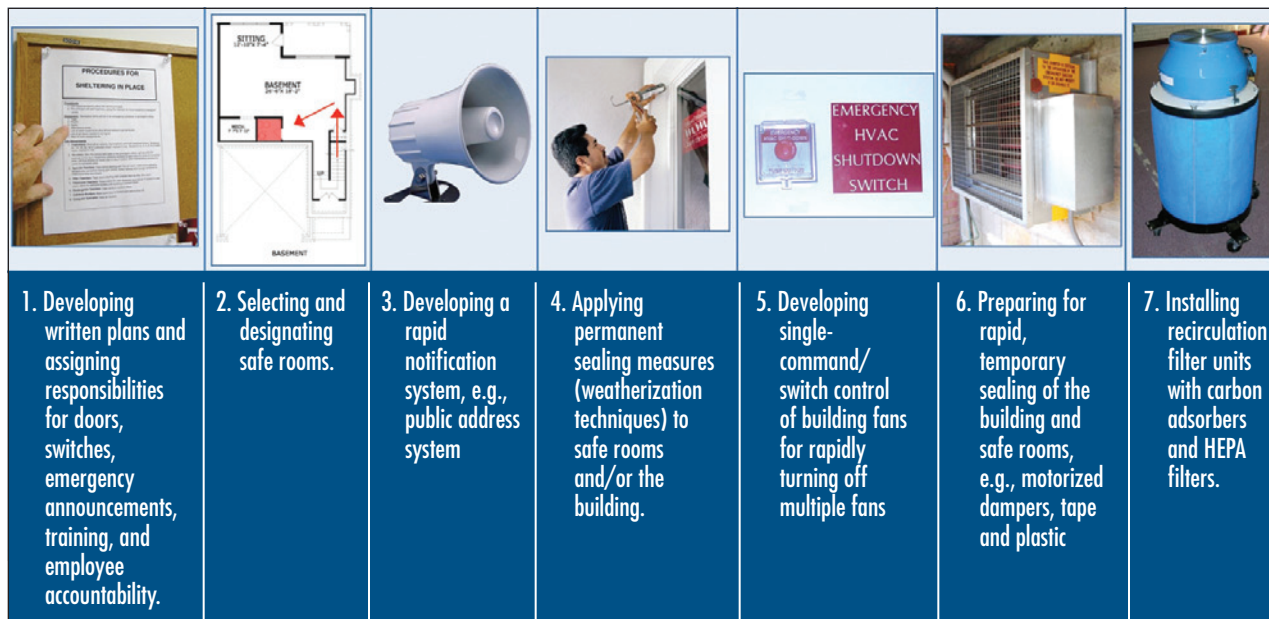 PROCEDURES FOR
SHELTERING IN PLACE
SITTING
BASEMENT
MECH.
UP
BASEMENT
EMERGENCY
HVAC SHUTDOWN
EMERGENCY
HVAC
SHUTDOWN
SWITCH
1. Developing
written plans and
assigning
responsibilities
for doors,
switches,
emergency
announcements,
training, and
employee
accountability.
2. Selecting and
designating
safe rooms.
3. Developing a
rapid
notification
system, e.g.,
public address
system
4. Applying
permanent
sealing measures
(weatherization
techniques) to
safe rooms
and/or the
building.
5. Developing
single-
command/
switch control
of building fans
for rapidly
turning off
multiple fans
6. Preparing for
rapid,
temporary
sealing of the
building and
safe rooms,
e.g., motorized
dampers, tape
and plastic
7. Installing
recirculation
filter units
with carbon
adsorbers
and HEPA
filters.